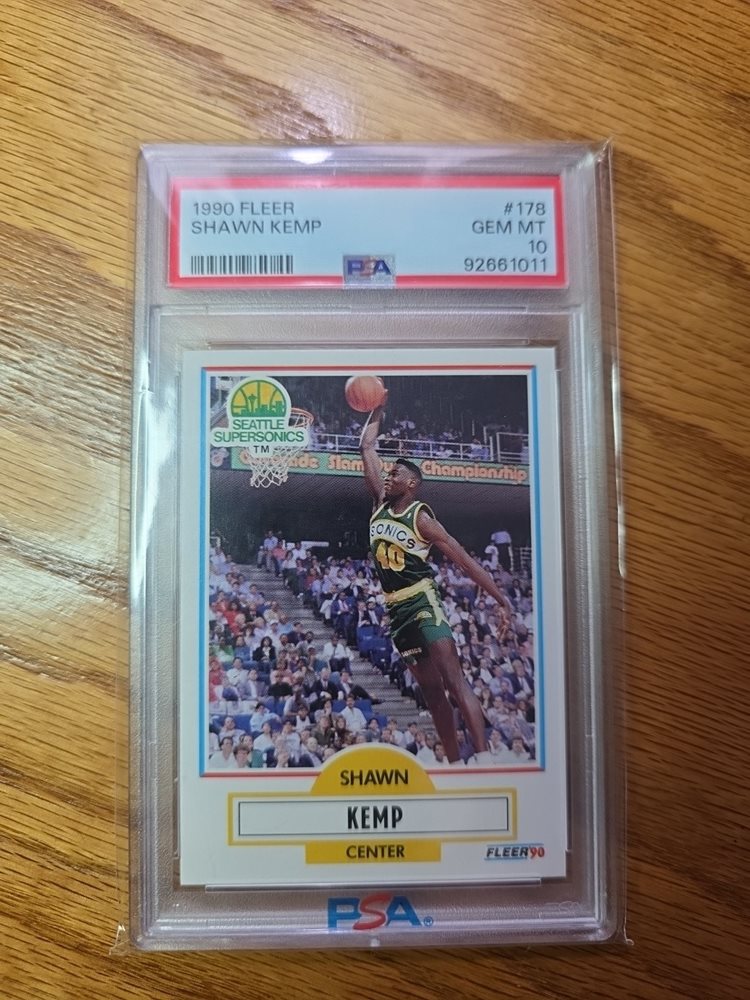 1990 FLEER #178
SHAWN KEMP GEM MT
10
PSA 92661011
SEATTLE
SUPERSONICS
TM
Slam Dunk Championship
SONICS
40
SONICS
SHAWN
KEMP
CENTER
FLEER'90
PSA®